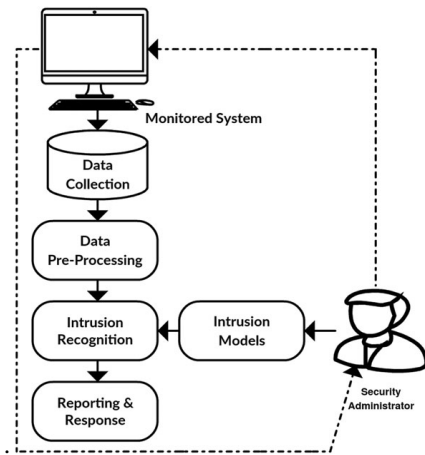 Monitored System
Data
Collection
Data
Pre-Processing
Intrusion
Recognition
Intrusion
Models
Reporting &
Response
Security
Administrator